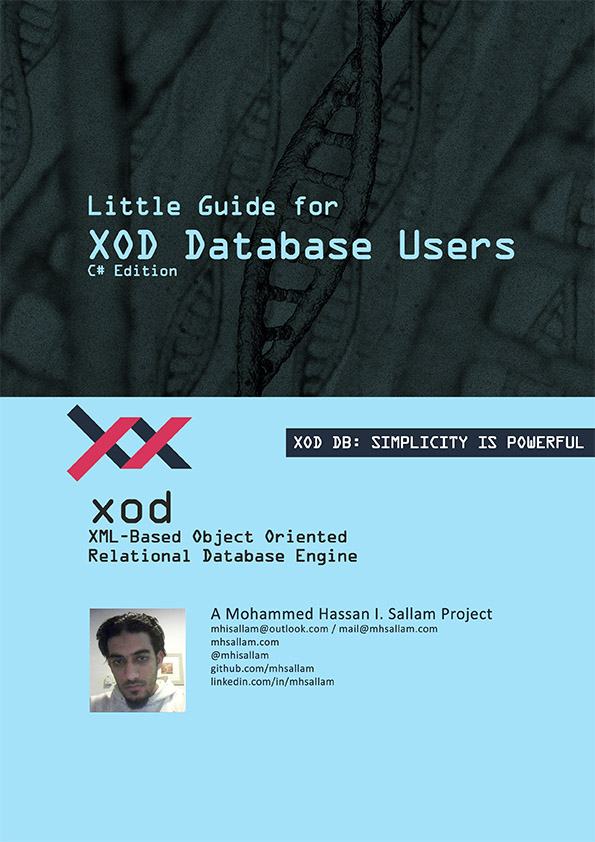 Little Guide for
XOD Database Users
C# Edition
XOD DB: SIMPLICITY IS POWERFUL
xod
XML-Based Object Oriented
Relational Database Engine
A Mohammed Hassan I. Sallam Project
mhisallam@outlook.com / mail@mhsallam.com
mhsallam.com
@mhisallam
github.com/mhsallam
linkedin.com/in/mhsallam